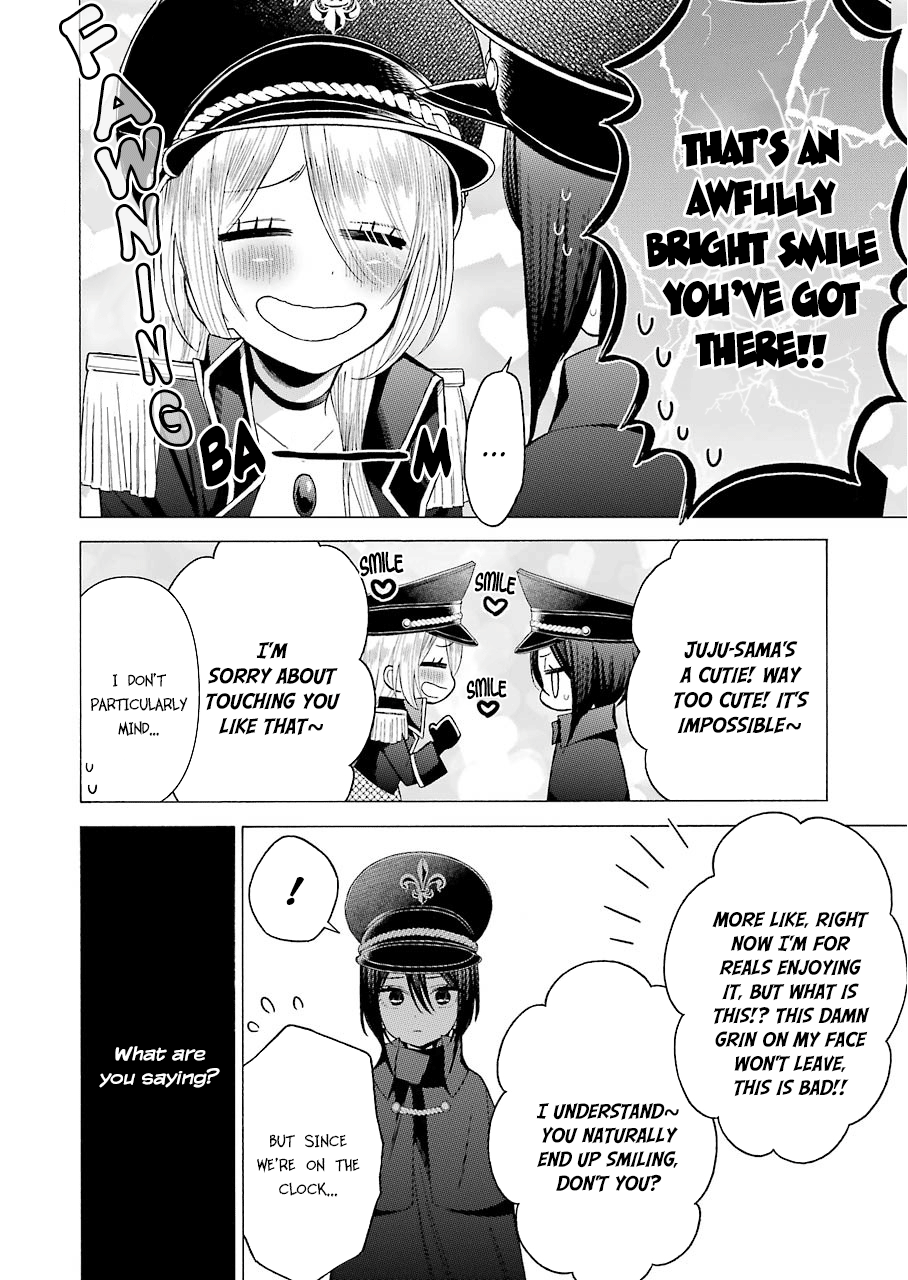 THAT'S AN
AWFULLY
BRIGHT SMILE
YOU'VE GOT
THERE!!
FAWNING
...
BA—M
JUJU-SAMA'S
A CUTIE! WAY
TOO CUTE! IT'S
IMPOSSIBLE~
SMILE
SMILE
SMILE
I'M
SORRY ABOUT
TOUCHING YOU
LIKE THAT~
I DON'T
PARTICULARLY
MIND...
MORE LIKE, RIGHT
NOW I'M FOR
REALS ENJOYING
IT, BUT WHAT IS
THIS!? THIS DAMN
GRIN ON MY FACE
WON'T LEAVE,
THIS IS BAD!!
I UNDERSTAND~
YOU NATURALLY
END UP SMILING,
DON'T YOU?
!
BUT SINCE
WE'RE ON THE
CLOCK...
What are
you saying?